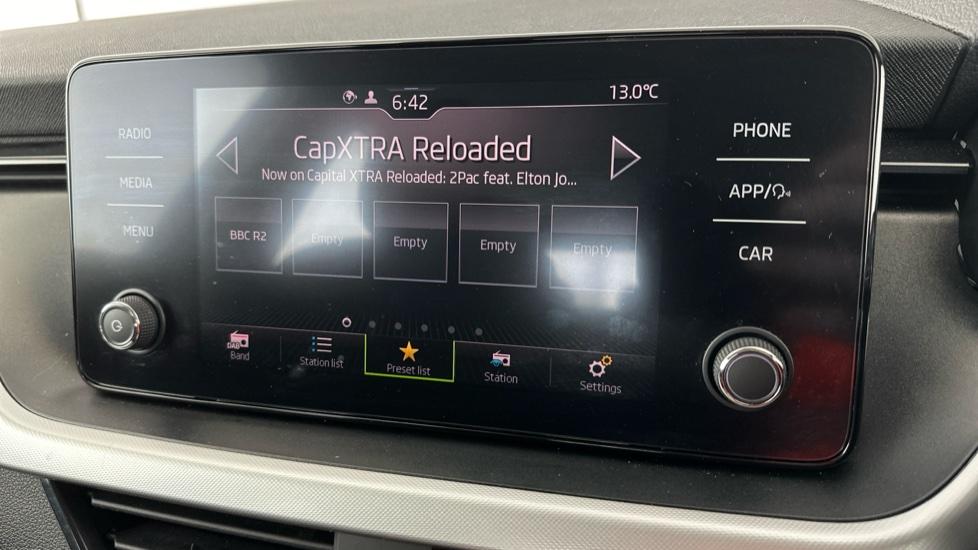 6:42
13.0°C
RADIO
MEDIA
MENU
CapXTRA Reloaded
Now on Capital XTRA Reloaded: 2Pac feat. Elton Jo...
BBC R2
Empty
Empty
Empty
Empty
DAB
Band
Station list
Preset list
Station
Settings
PHONE
APP/
CAR